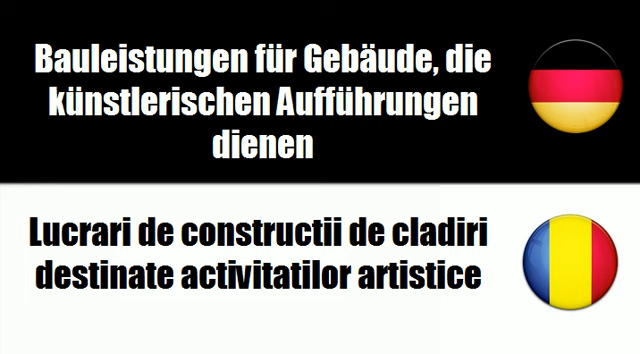 Bauleistungen für Gebäude, die
künstlerischen Aufführungen
dienen
Lucrari de constructii de cladiri
destinate activitatilor artistice